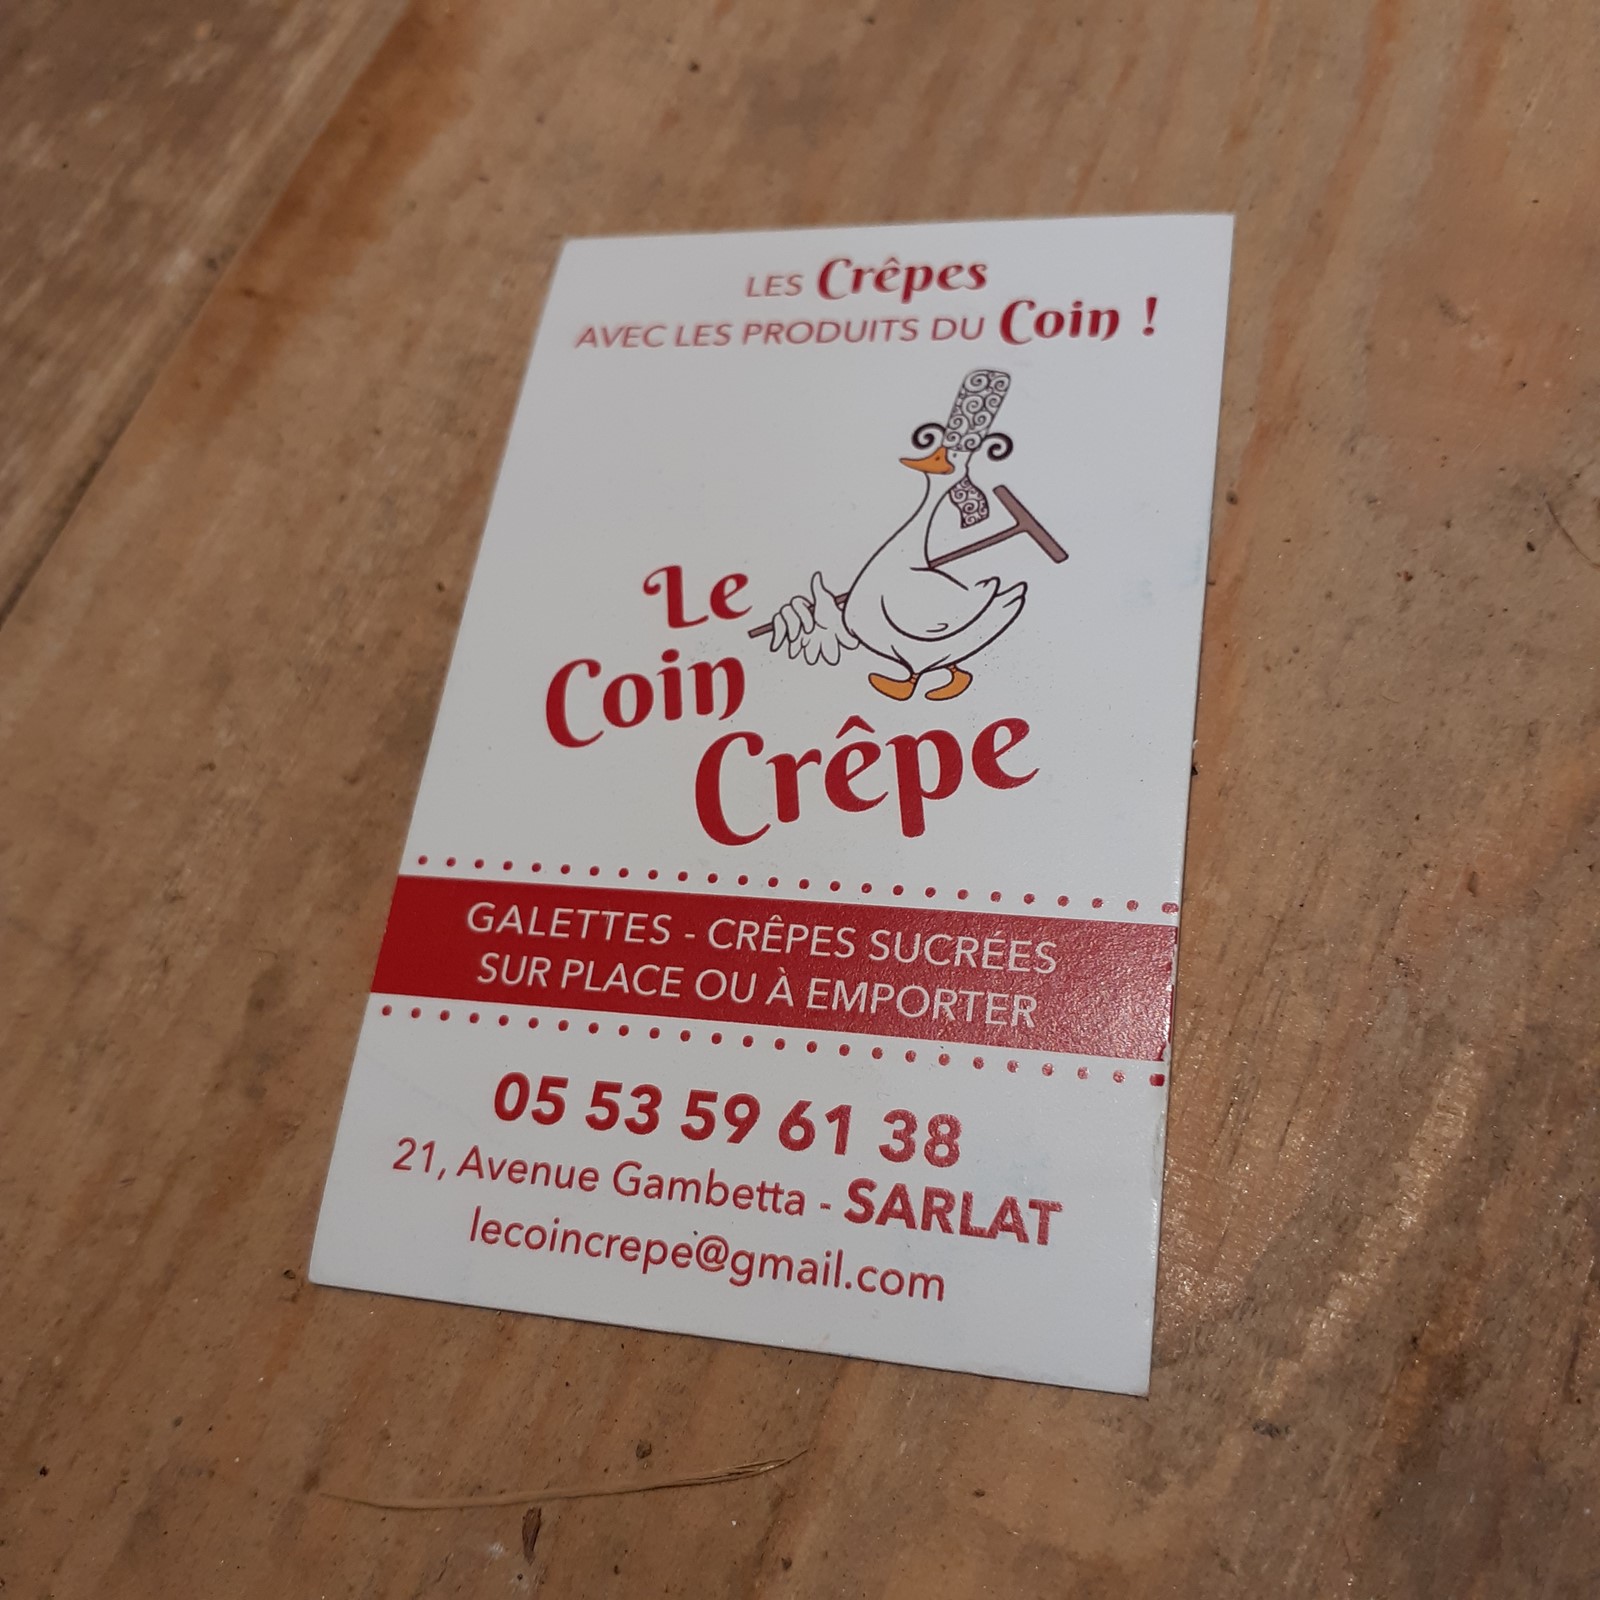 LES Crêpes
AVEC LES PRODUITS DU Coin !
Le
Coin
Crêpe
GALETTES - CRÊPES SUCRÉES
SUR PLACE OU À EMPORTER
05 53 59 61 38
21, Avenue Gambetta - SARLAT
lecoincrepe@gmail.com